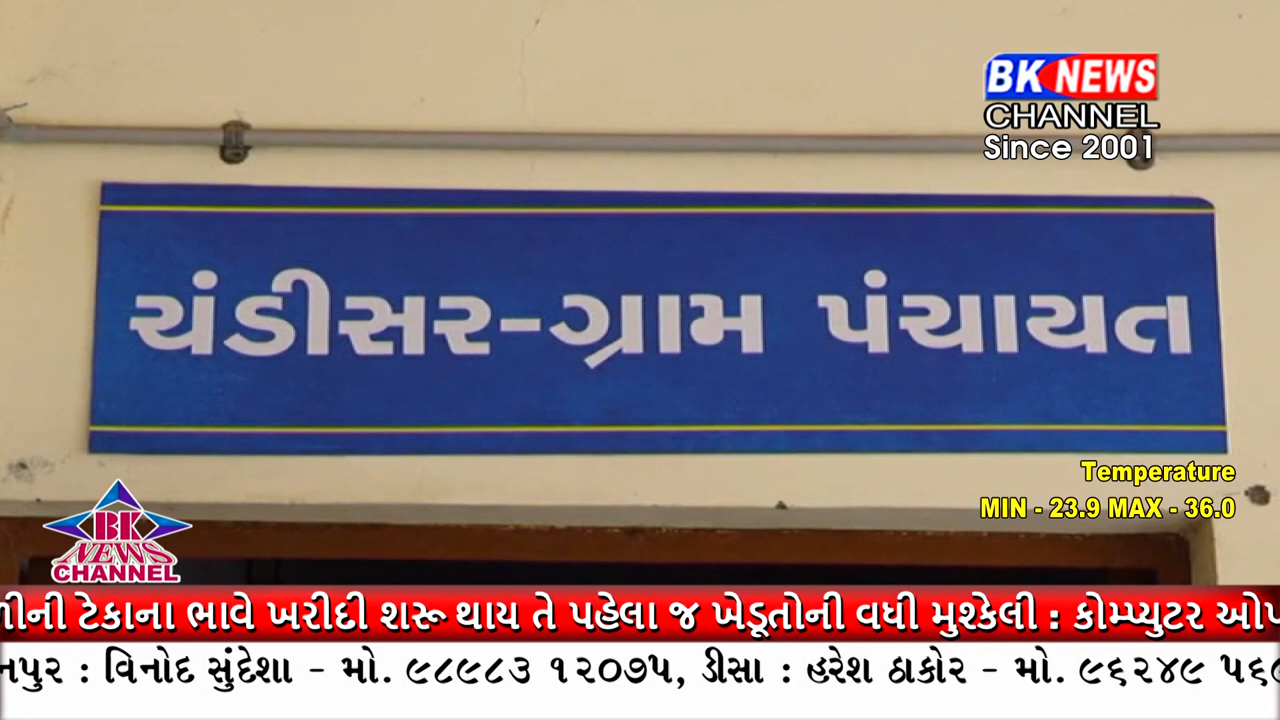 BK NEWS
CHANNEL
Since 2001
ચંડીસર-ગ્રામ પંચાયત
Temperature
MIN - 23.9 MAX - 36.0
BK
NEWS
CHANNEL
ટેકાના ભાવે ખરીદી શરૂ થાય તે પહેલા જ ખેડૂતોની વધી મુશ્કેલી : કોમ્પ્યુટર
: વિનોદ સુંદેશા - મો. ૯૮૯૮૩ ૧૨૦૭૫, ડીસા : હરેશ ઠાકોર - મો. ૯૬૨૪૯